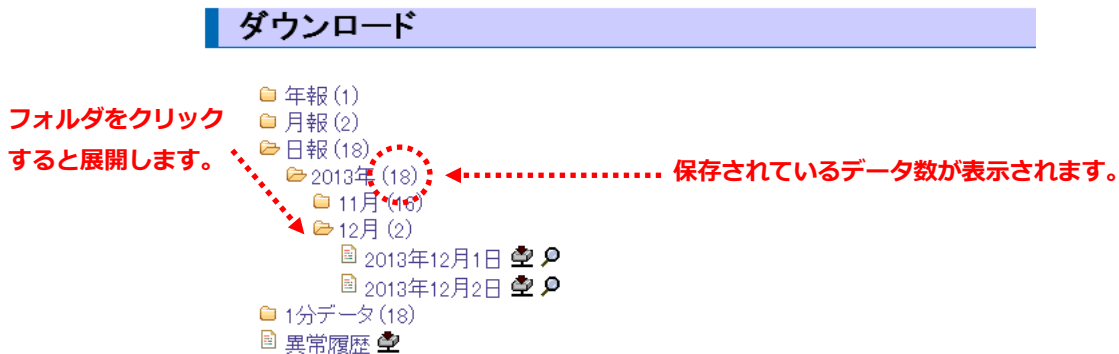 ダウンロード
年報(1)
月報(2)
日報(18)
2013年(18)
11月(16)
12月(2)
2013年12月1日
2013年12月2日
1分データ(18)
異常履歴
フォルダをクリック
すると展開します。
保存されているデータ数が表示されます。